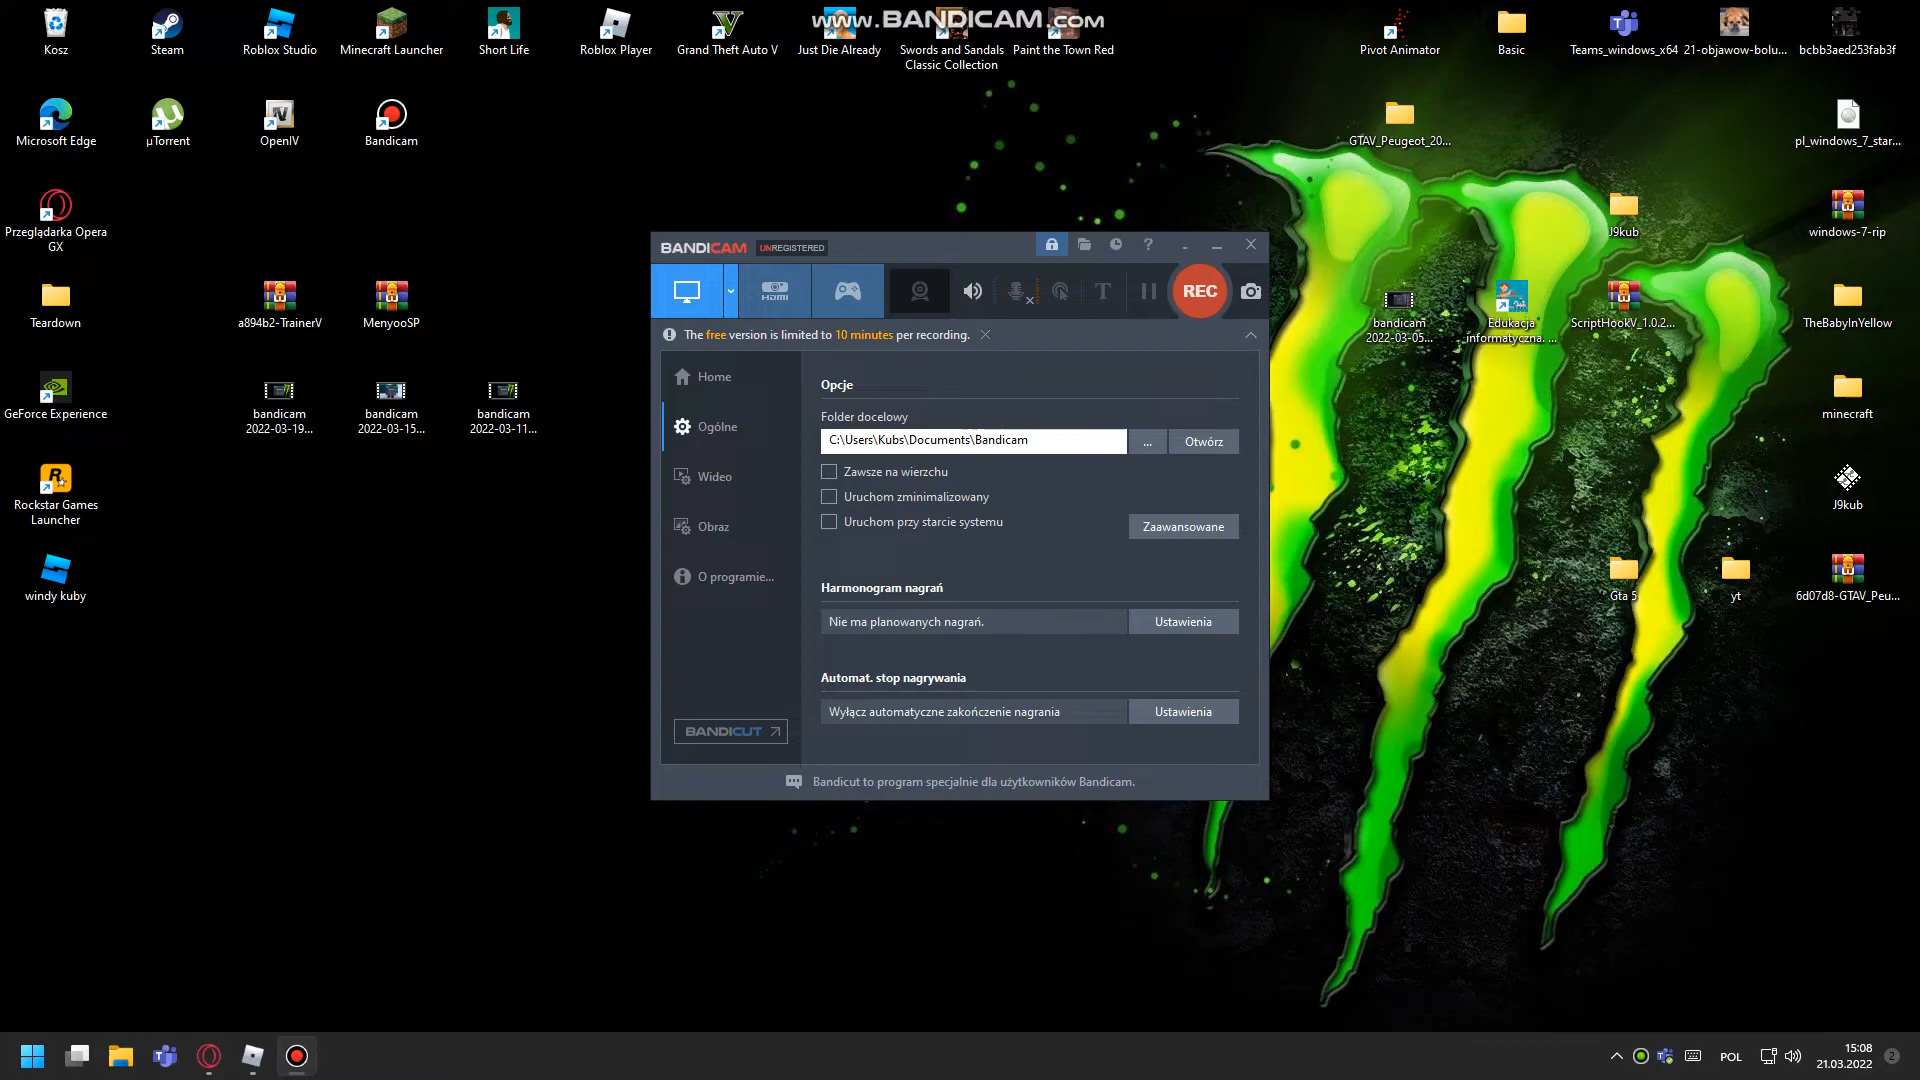 www.BANDICAM.com
Kosz
Steam
Roblox Studio
Minecraft Launcher
Short Life
Roblox Player
Grand Theft Auto V
Just Die Already
Swords and Sandals
Classic Collection
Paint the Town Red
Pivot Animator
Basic
Teams_windows_x64
21-objawow-bolu...
bcbb3aed253fab3f
Microsoft Edge
µTorrent
OpenIV
Bandicam
GTAV_Peugeot_20...
pl_windows_7_star...
Przeglądarka Opera
GX
J9kub
windows-7-rip
Teardown
a894b2-TrainerV
MenyooSP
bandicam
2022-03-05...
Edukacja
informatyczna. ...
ScriptHookV_1.0.2...
TheBabyInYellow
GeForce Experience
bandicam
2022-03-19...
bandicam
2022-03-15...
bandicam
2022-03-11...
minecraft
Rockstar Games
Launcher
J9kub
windy kuby
Gta 5
yt
6d07d8-GTAV_Peu...
BANDICAM
UNREGISTERED
?
HDMI
T
REC
The free version is limited to 10 minutes per recording.
Home
Ogólne
Wideo
Obraz
O programie...
BANDICUT
Opcje
Folder docelowy
C:\Users\Kubs\Documents\Bandicam
...
Otwórz
Zawsze na wierzchu
Uruchom zminimalizowany
Uruchom przy starcie systemu
Zaawansowane
Harmonogram nagrań
Nie ma planowanych nagrań.
Ustawienia
Automat. stop nagrywania
Wyłącz automatyczne zakończenie nagrania
Ustawienia
Bandicut to program specjalnie dla użytkowników Bandicam.
POL
15:08
21.03.2022
2